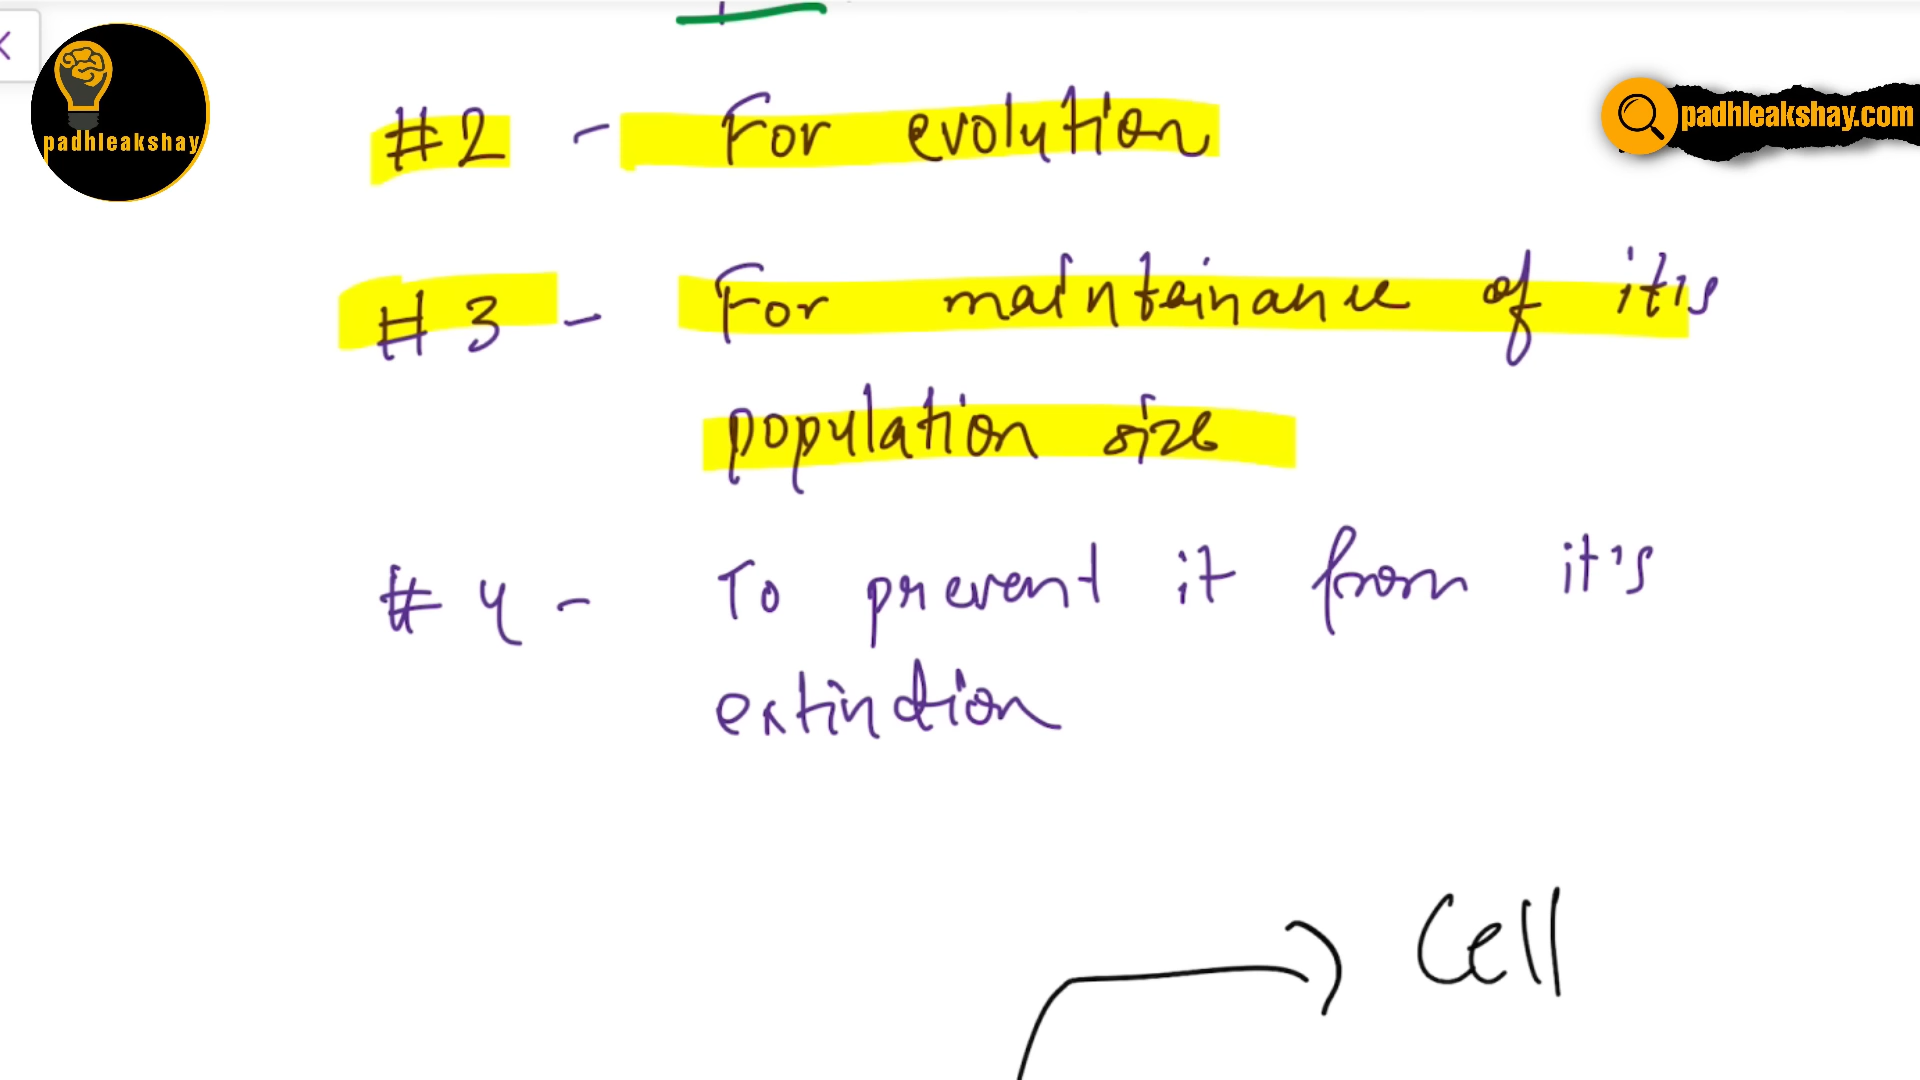 padhleakshay
padhleakshay.com
#2 - For evolution
#3 - For mainteinance of it's
population size
#4 - To prevent it from it's
extinction
Cell